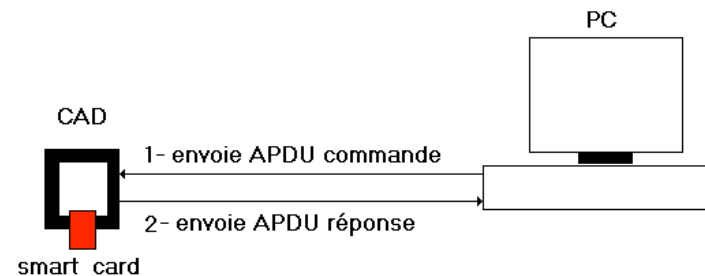 PC
CAD
1- envoie APDU commande
2- envoie APDU réponse
smart card